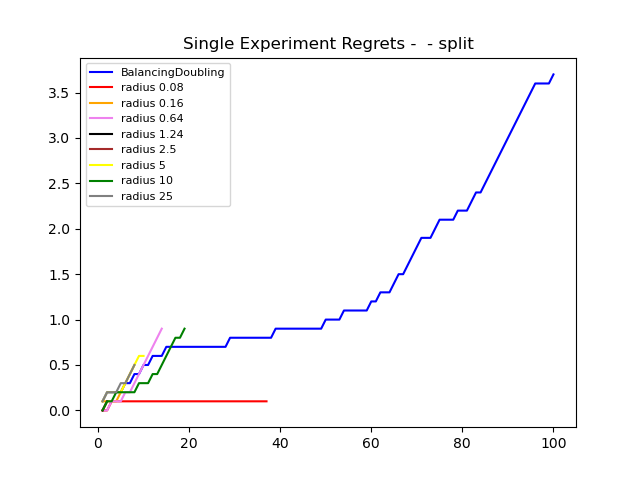 Single Experiment Regrets -  - split
BalancingDoubling
radius 0.08
radius 0.16
radius 0.64
radius 1.24
radius 2.5
radius 5
radius 10
radius 25
3.5
3.0
2.5
2.0
1.5
1.0
0.5
0.0
0 20 40 60 80 100